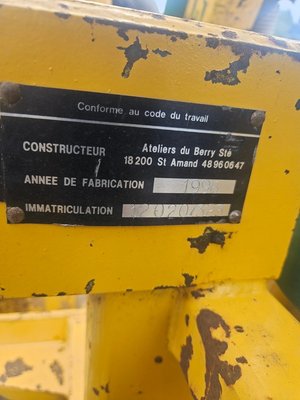 Conforme au code du travail
CONSTRUCTEUR Ateliers du Berry Sté
18200 St Amand 48960647
ANNEE DE FABRICATION
IMMATRICULATION